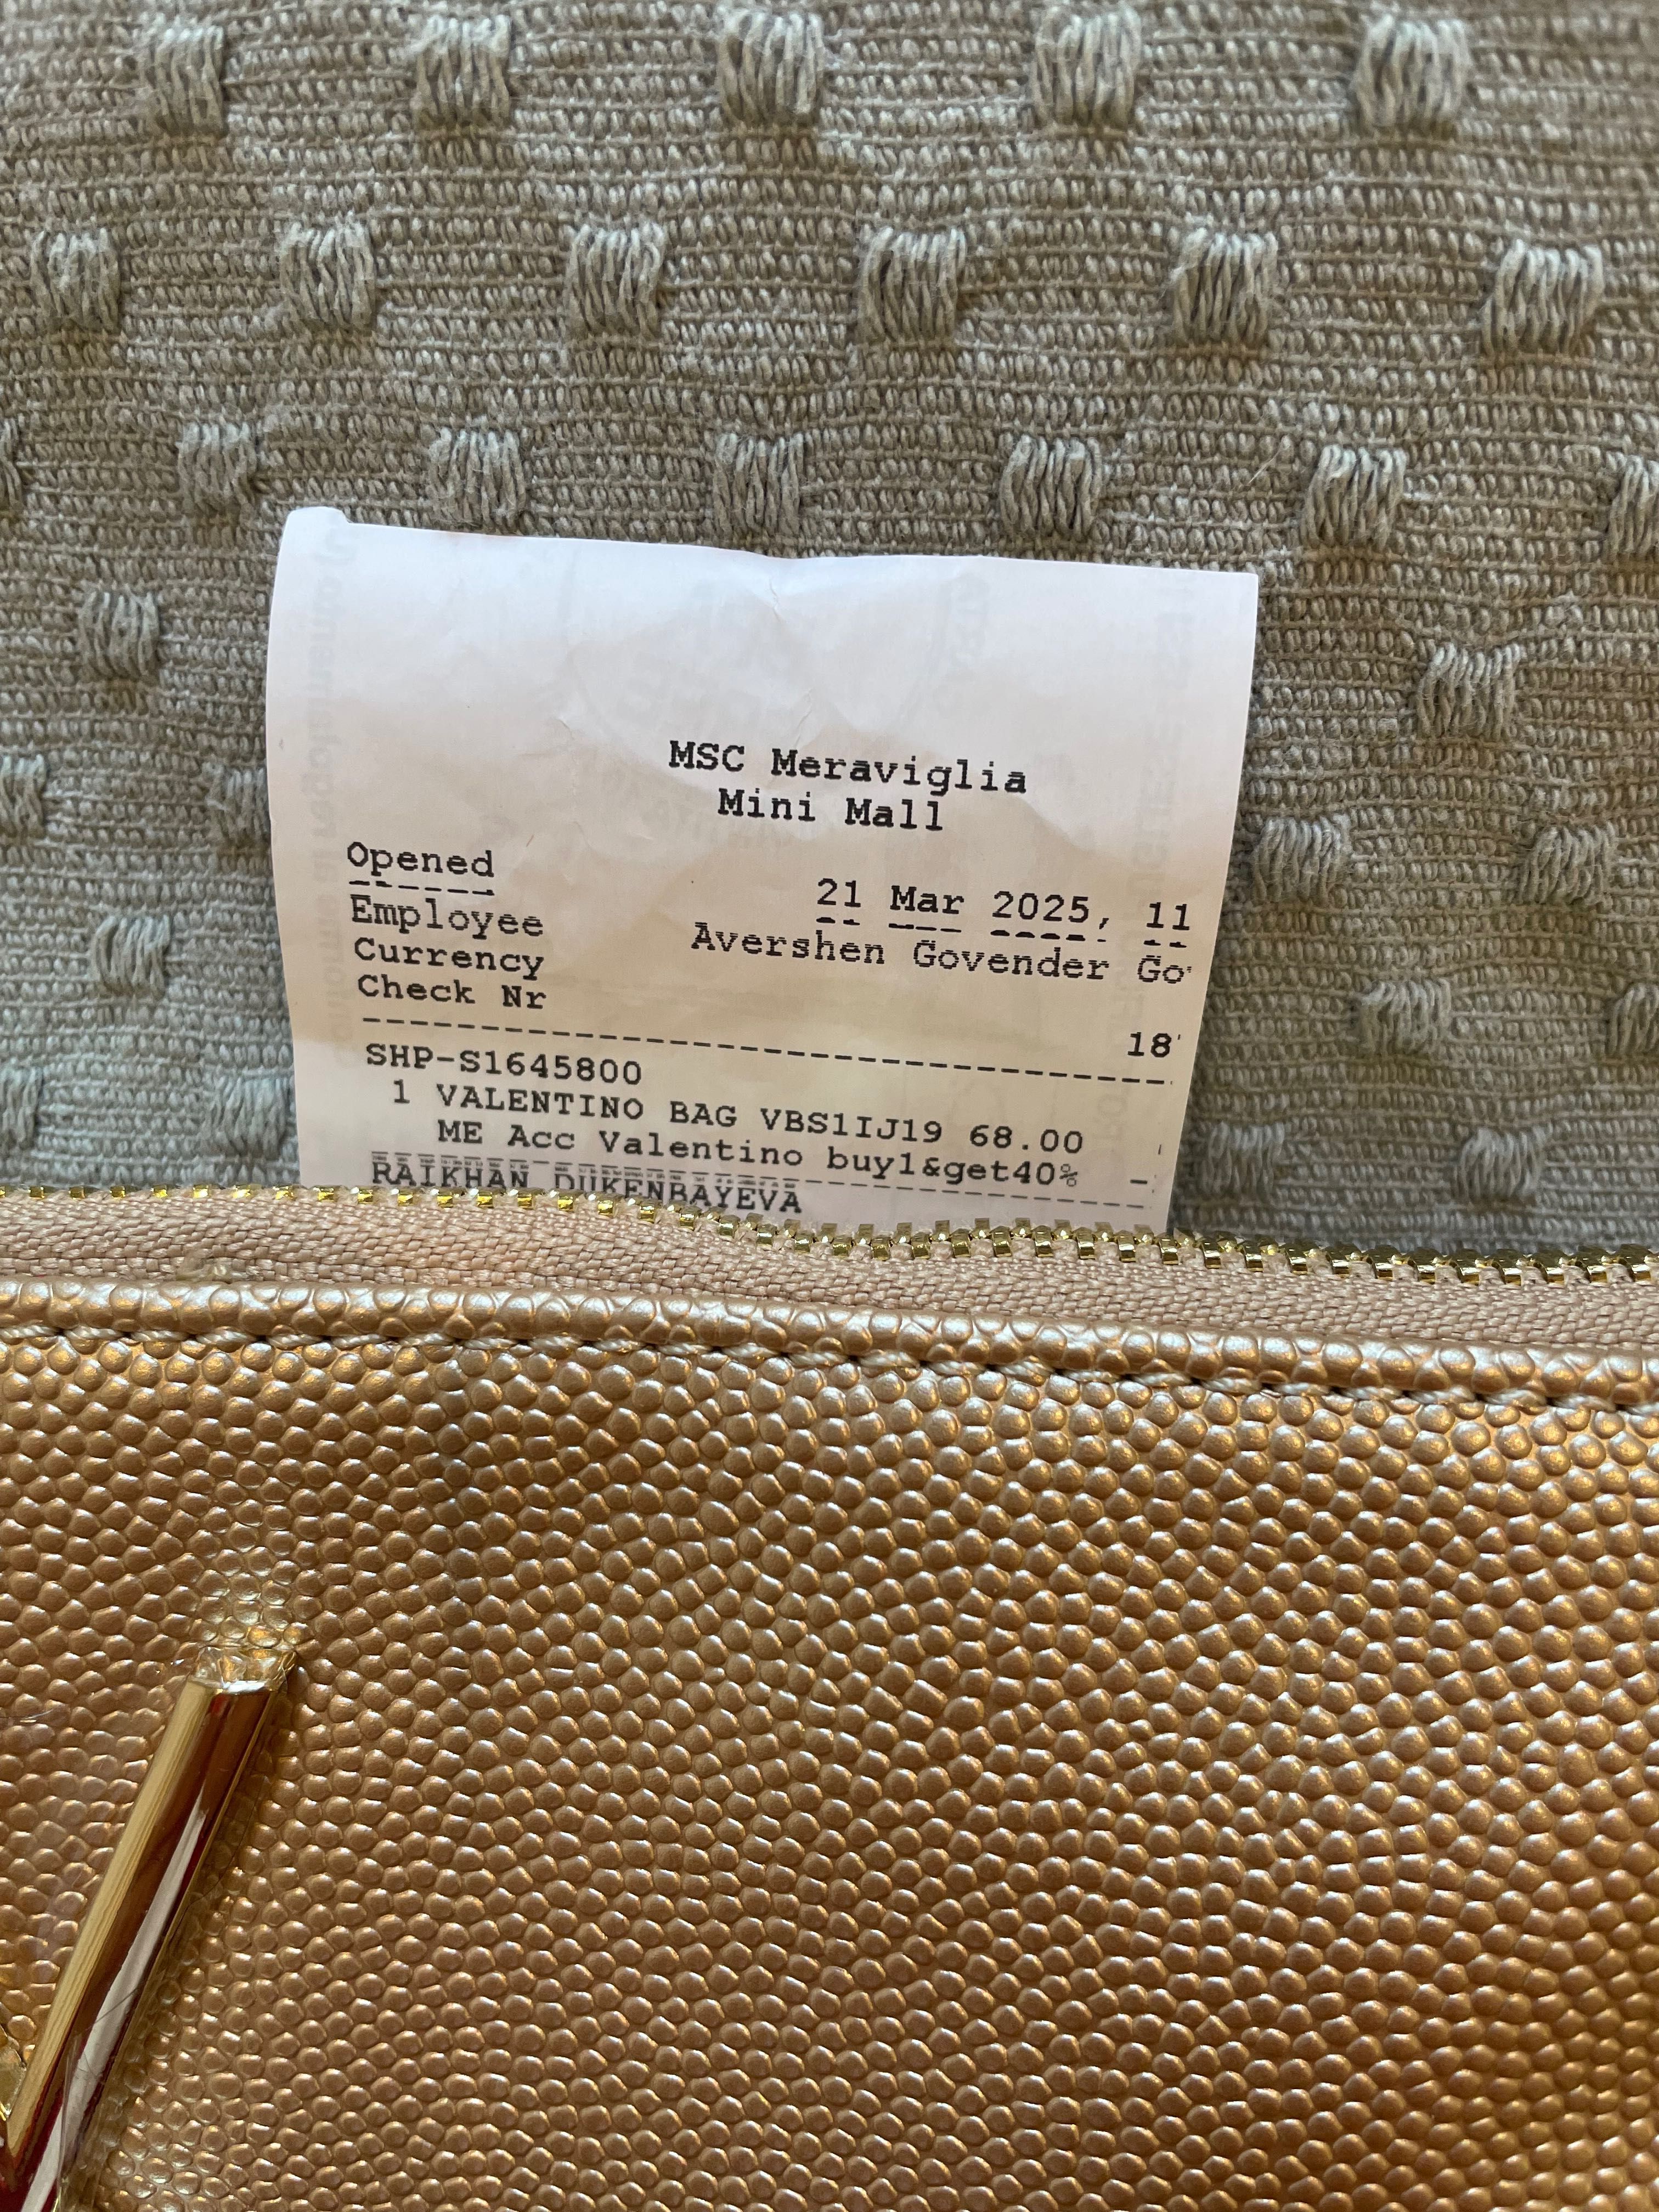 MSC Meraviglia
Mini Mall
Opened 21 Mar 2025, 11
Employee Avershen Govender Go
Currency
Check Nr 18
SHP-S1645800
1 VALENTINO BAG VBS1IJ19 68.00
ME Acc Valentino buy1&get40% -
RAIKHAN DUKENBAYEVA